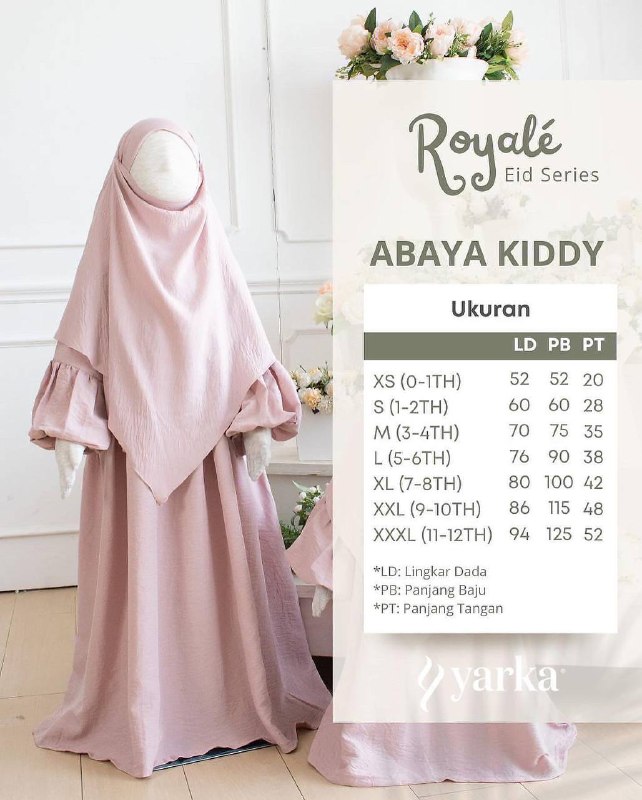 Royalé
Eid Series
ABAYA KIDDY
Ukuran
LD PB PT
XS (0-1TH) 52 52 20
S (1-2TH) 60 60 28
M (3-4TH) 70 75 35
L (5-6TH) 76 90 38
XL (7-8TH) 80 100 42
XXL (9-10TH) 86 115 48
XXXL (11-12TH) 94 125 52
*LD: Lingkar Dada
*PB: Panjang Baju
*PT: Panjang Tangan
yarka®